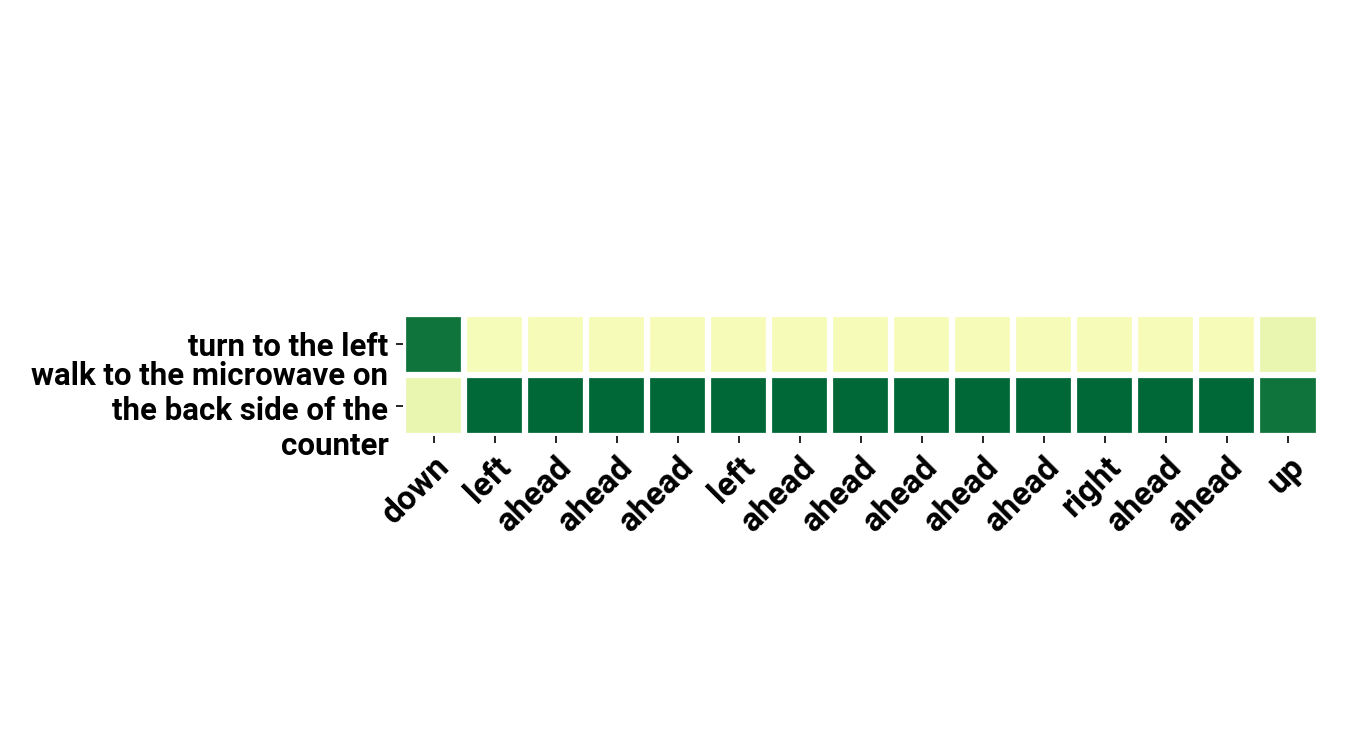 turn to the left
walk to the microwave on
the back side of the
counter
down
left
ahead
ahead
ahead
left
ahead
ahead
ahead
ahead
ahead
right
ahead
ahead
up